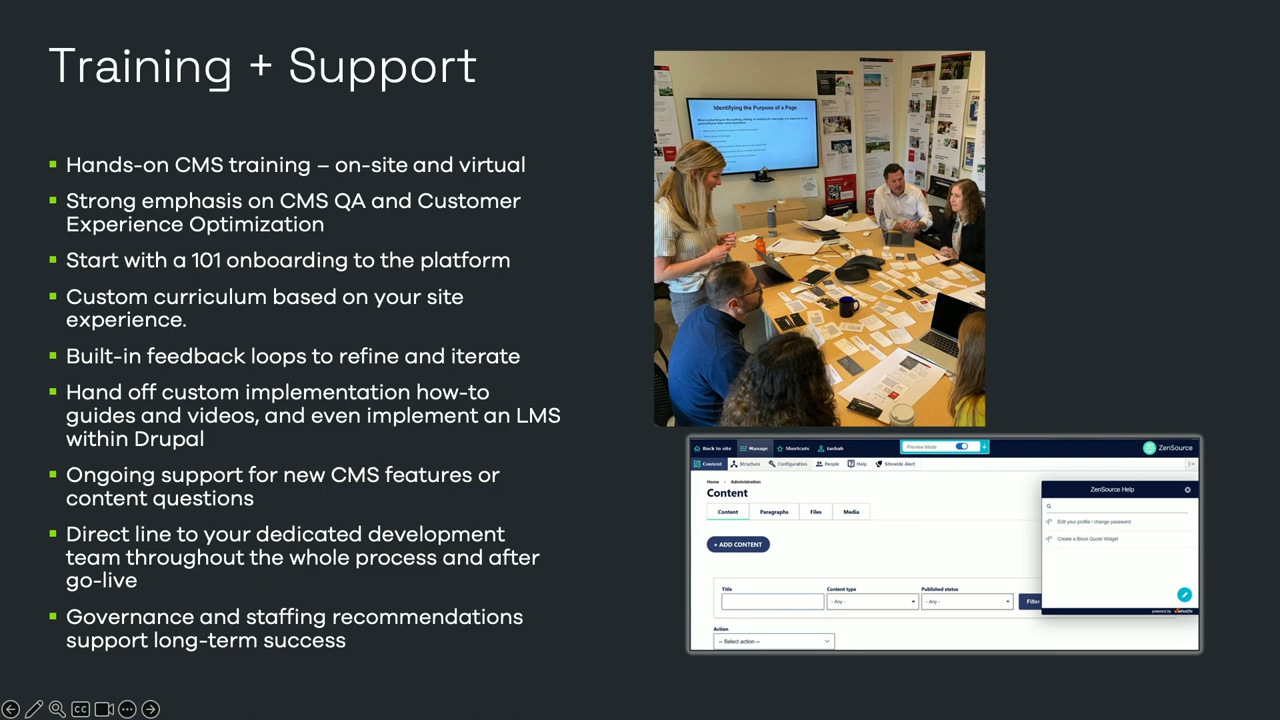 Training + Support
Hands-on CMS training – on-site and virtual
Strong emphasis on CMS QA and Customer
Experience Optimization
Start with a 101 onboarding to the platform
Custom curriculum based on your site
experience.
Built-in feedback loops to refine and iterate
Hand off custom implementation how-to
guides and videos, and even implement an LMS
within Drupal
Ongoing support for new CMS features or
content questions
Direct line to your dedicated development
team throughout the whole process and after
go-live
Governance and staffing recommendations
support long-term success
Identifying the Purpose of a Page
Back to site Manage Shortcuts tashah Preview Mode ZenSource
Content Structure Configuration People Help Sitewide Alert
Home › Administration
Content
Content Paragraphs Files Media
+ ADD CONTENT
Title Content type Published status
- Any - - Any - Filter
Action
-- Select action --
ZenSource Help
Edit your profile / change password
Create a Block Quote Widget
powered by
CC